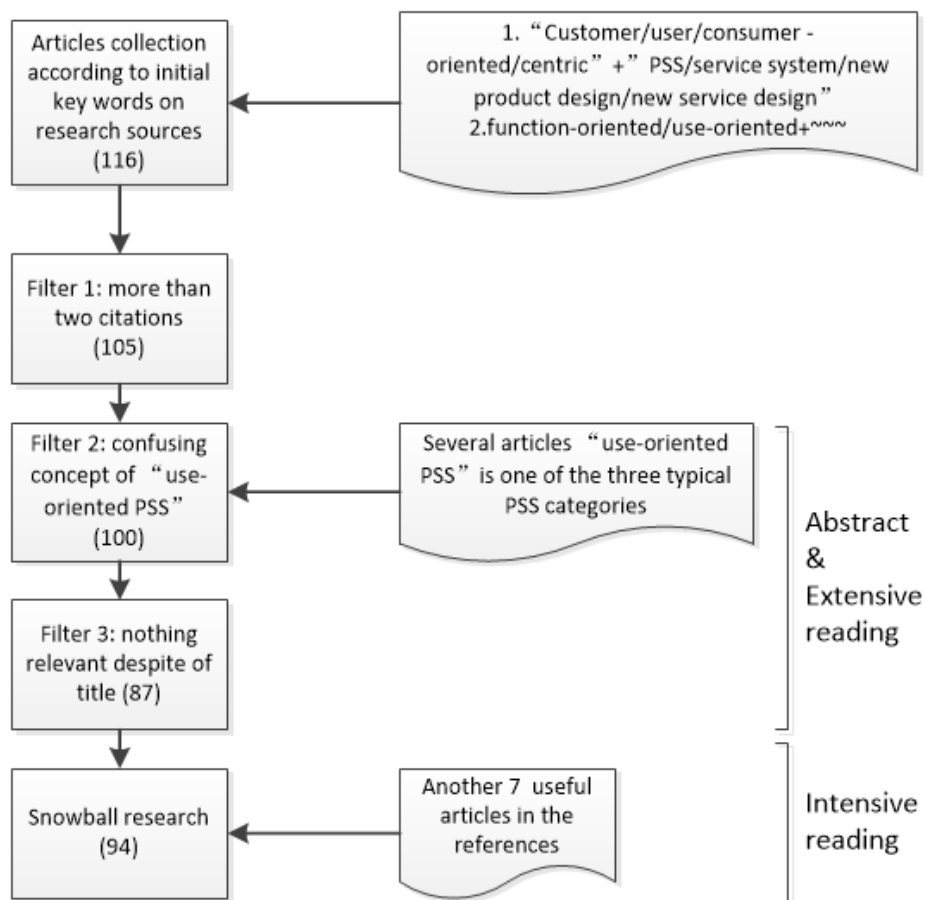 Articles collection
according to initial
key words on
research sources
(116)
1. “Customer/user/consumer -
oriented/centric”+” PSS/service system/new
product design/new service design”
2.function-oriented/use-oriented+~~~
Filter 1: more than
two citations
(105)
Filter 2: confusing
concept of “use-
oriented PSS”
(100)
Several articles “use-oriented
PSS”is one of the three typical
PSS categories
Filter 3: nothing
relevant despite of
title (87)
Abstract
&
Extensive
reading
Snowball research
(94)
Another 7 useful
articles in the
references
Intensive
reading